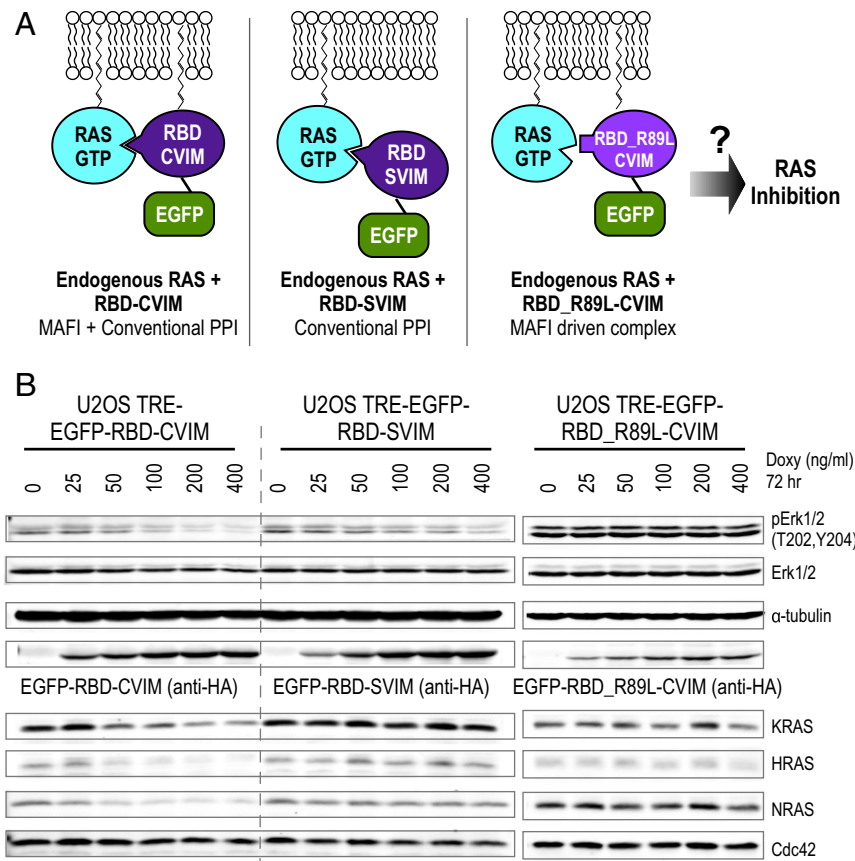 A
RAS
GTP
RBD
CVIM
EGFP
Endogenous RAS +
RBD-CVIM
MAFI + Conventional PPI
RAS
GTP
RBD
SVIM
EGFP
Endogenous RAS +
RBD-SVIM
Conventional PPI
RAS
GTP
RBD_R89L
CVIM
EGFP
Endogenous RAS +
RBD_R89L-CVIM
MAFI driven complex
?
RAS
Inhibition
B
U2OS TRE-
EGFP-RBD-CVIM
U2OS TRE-EGFP-
RBD-SVIM
U2OS TRE-EGFP-
RBD_R89L-CVIM
0 25 50 100 200 400 0 25 50 100 200 400 0 25 50 100 200 400
Doxy (ng/ml)
72 hr
pErk1/2
(T202,Y204)
Erk1/2
α-tubulin
EGFP-RBD-CVIM (anti-HA) EGFP-RBD-SVIM (anti-HA) EGFP-RBD_R89L-CVIM (anti-HA)
KRAS
HRAS
NRAS
Cdc42